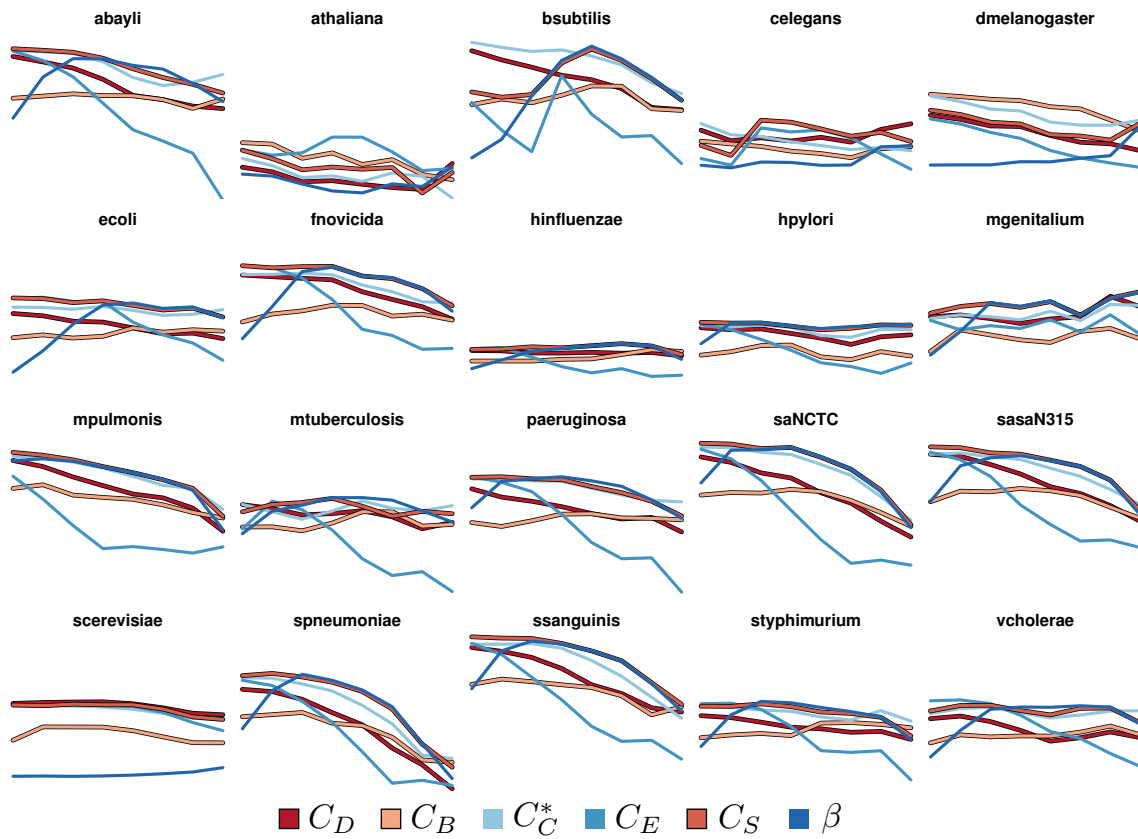 abayli athaliana bsubtilis celegans dmelanogaster
ecoli fnovicida hinfluenzae hpylori mgenitalium
mpulmonis mtuberculosis paeruginosa saNCTC sasaN315
scerevisiae spneumoniae ssanguinis styphimurium vcholerae
C_D C_B C_C^* C_E C_S β